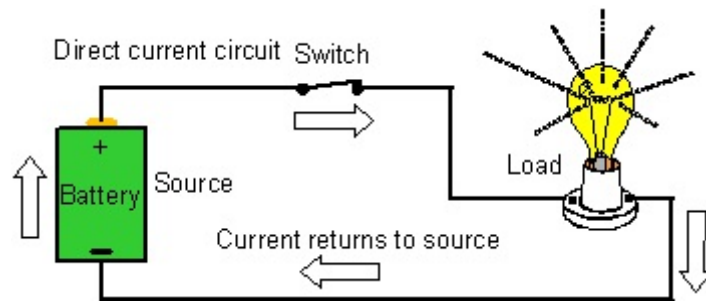 Direct current circuit
Switch
+
Battery
Source
Load
-
Current returns to source